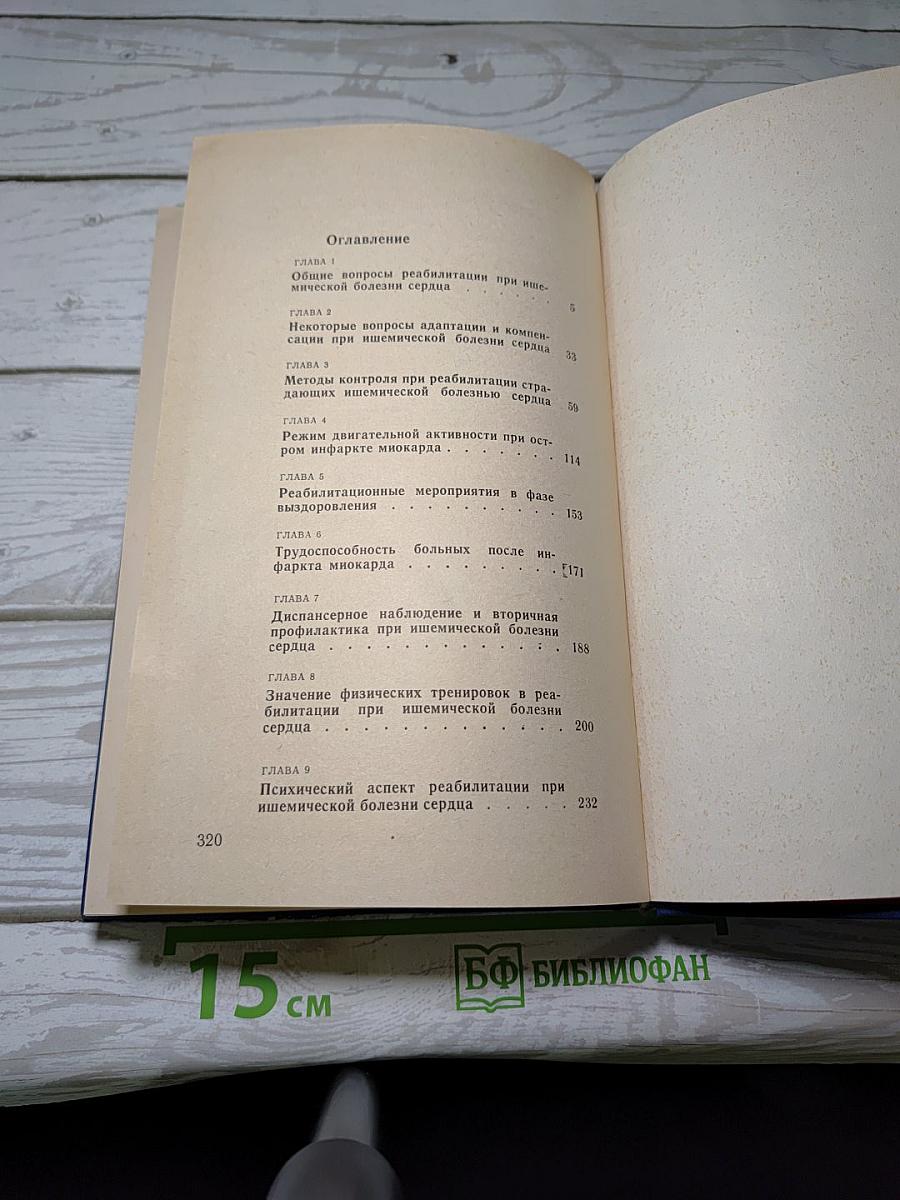 Оглавление
ГЛАВА 1
Общие вопросы реабилитации при ише-
мической болезни сердца . . . . . . 5
ГЛАВА 2
Некоторые вопросы адаптации и компен-
сации при ишемической болезни сердца 33
ГЛАВА 3
Методы контроля при реабилитации стра-
дающих ишемической болезнью сердца 59
ГЛАВА 4
Режим двигательной активности при ост-
ром инфаркте миокарда . . . . . . . 114
ГЛАВА 5
Реабилитационные мероприятия в фазе
выздоровления . . . . . . . . . . 153
ГЛАВА 6
Трудоспособность больных после ин-
фаркта миокарда . . . . . . . . . 171
ГЛАВА 7
Диспансерное наблюдение и вторичная
профилактика при ишемической болезни
сердца . . . . . . . . . . . . . 188
ГЛАВА 8
Значение физических тренировок в реа-
билитации при ишемической болезни
сердца . . . . . . . . . . . . . 200
ГЛАВА 9
Психический аспект реабилитации при
ишемической болезни сердца . . . . . 232
320
15 см
БФ БИБЛИОФАН